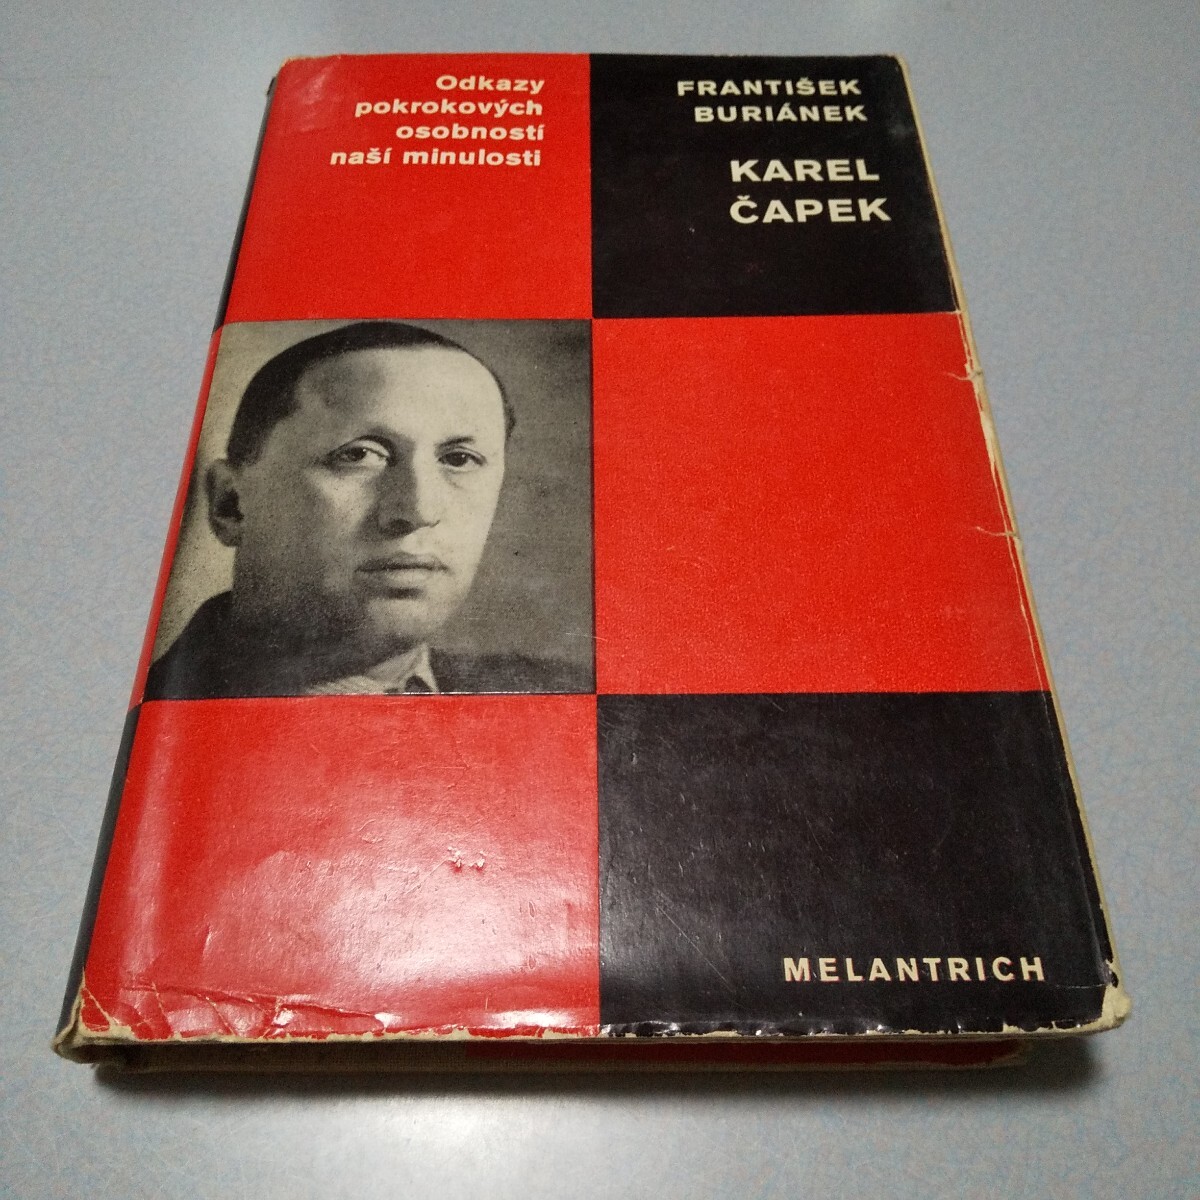 Odkazy
pokrokových
osobností
naší minulosti
FRANTIŠEK
BURIÁNEK
KAREL
ČAPEK
MELANTRICH